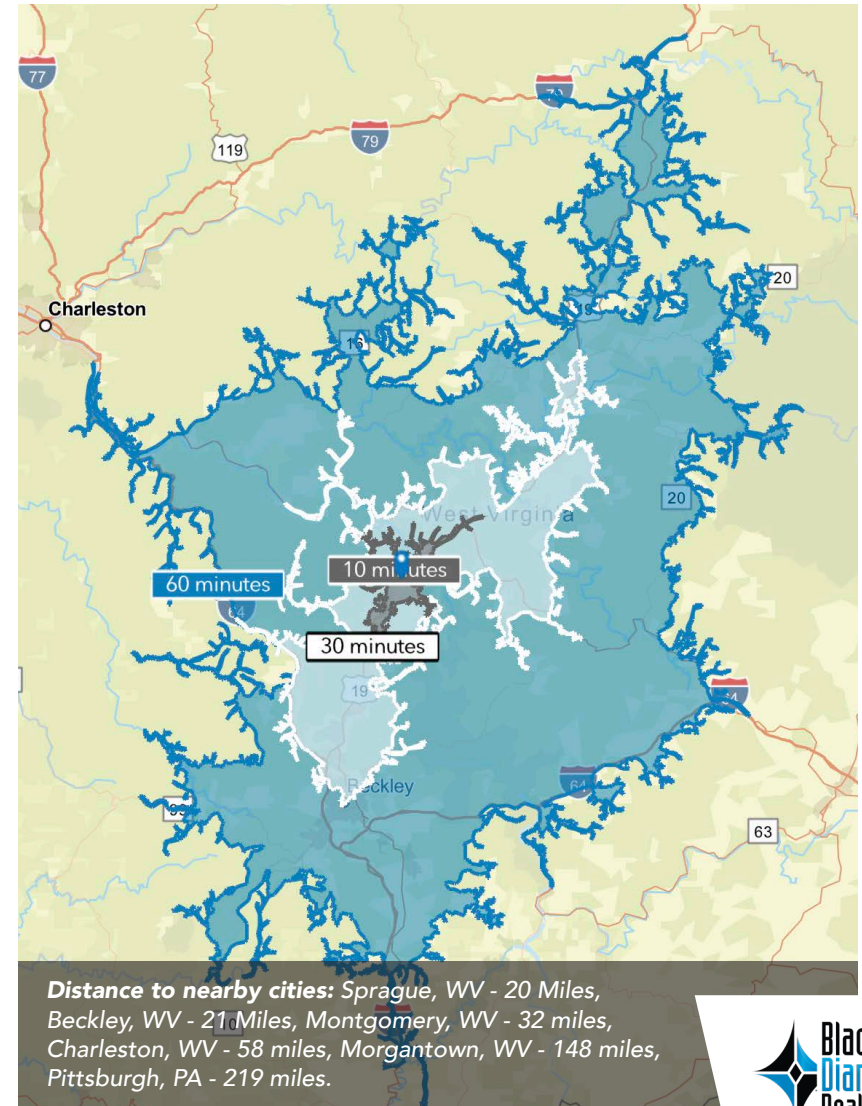 77
79
119
79
20
Charleston
19
16
20
West Virginia
10 minutes
60 minutes
64
30 minutes
19
Beckley
64
64
99
63
Distance to nearby cities: Sprague, WV - 20 Miles,
Beckley, WV - 21 Miles, Montgomery, WV - 32 miles,
Charleston, WV - 58 miles, Morgantown, WV - 148 miles,
Pittsburgh, PA - 219 miles.